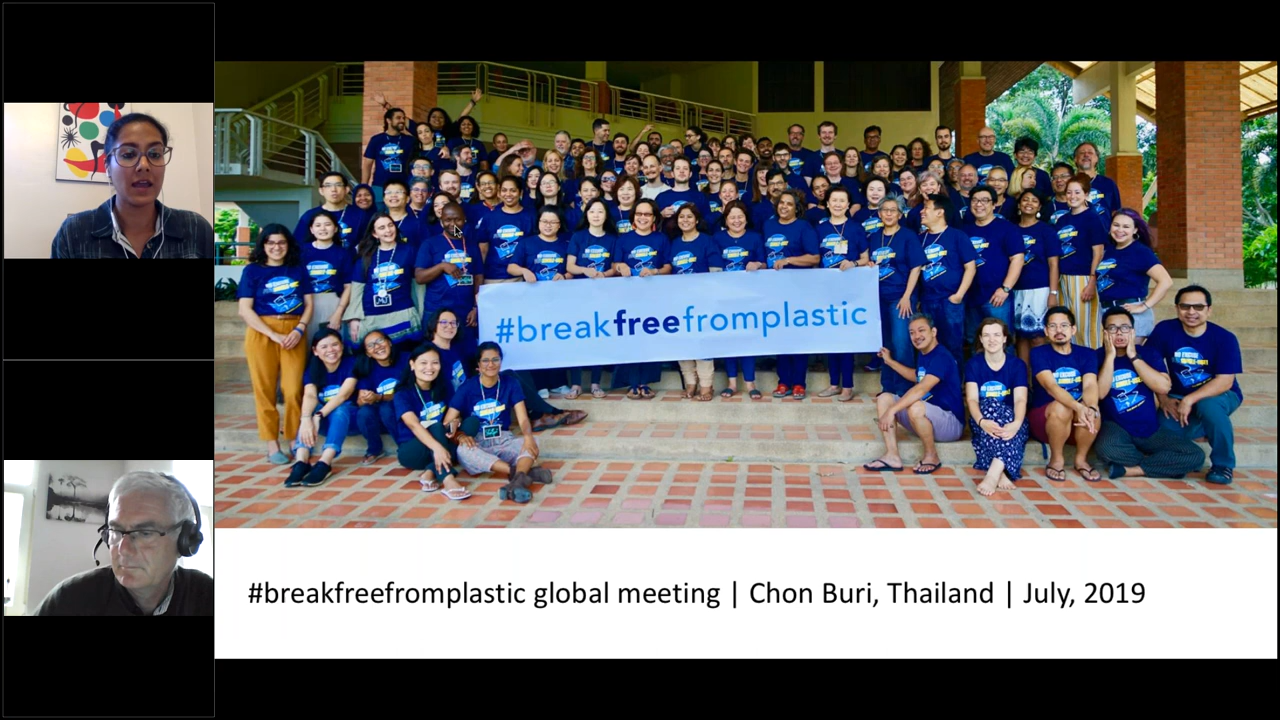 #breakfreefromplastic
#breakfreefromplastic global meeting | Chon Buri, Thailand | July, 2019